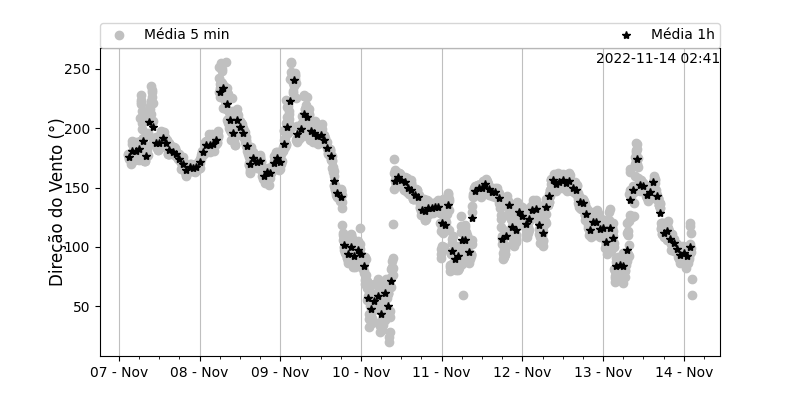 Média 5 min Média 1h
2022-11-14 02:41
Direção do Vento (°)
250
200
150
100
50
07 - Nov 08 - Nov 09 - Nov 10 - Nov 11 - Nov 12 - Nov 13 - Nov 14 - Nov